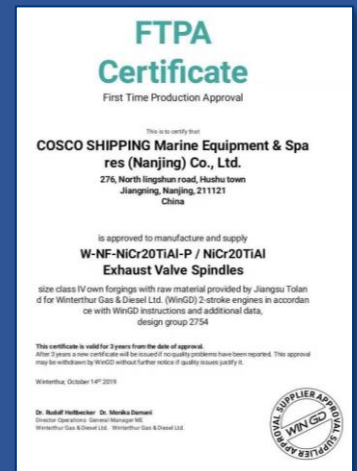 FTPA
Certificate
First Time Production Approval
This is to certify that
COSCO SHIPPING Marine Equipment & Spa
res (Nanjing) Co., Ltd.
276, North lingshun road, Hushu town
Jiangning, Nanjing, 211121
China
is approved to manufacture and supply
W-NF-NiCr20TiAl-P / NiCr20TiAl
Exhaust Valve Spindles
size class IV own forgings with raw material provided by Jiangsu Tolan
d for Winterthur Gas & Diesel Ltd. (WinGD) 2-stroke engines in accordan
ce with WinGD instructions and additional data,
design group 2754
This certificate is valid for 3 years from the date of approval.
After 3 years a new certificate will be issued if no quality problems have been reported. This approval
may be withdrawn by WinGD without further notice if quality issues justify it.
Winterthur, October 14th 2019
Dr. Rudolf Holtbecker Dr. Monika Damani
Director Operations General Manager ME
Winterthur Gas & Diesel Ltd. Winterthur Gas & Diesel Ltd.
SUPPLIER APPROVAL
WIN GD
SUPPLIER APPROVAL